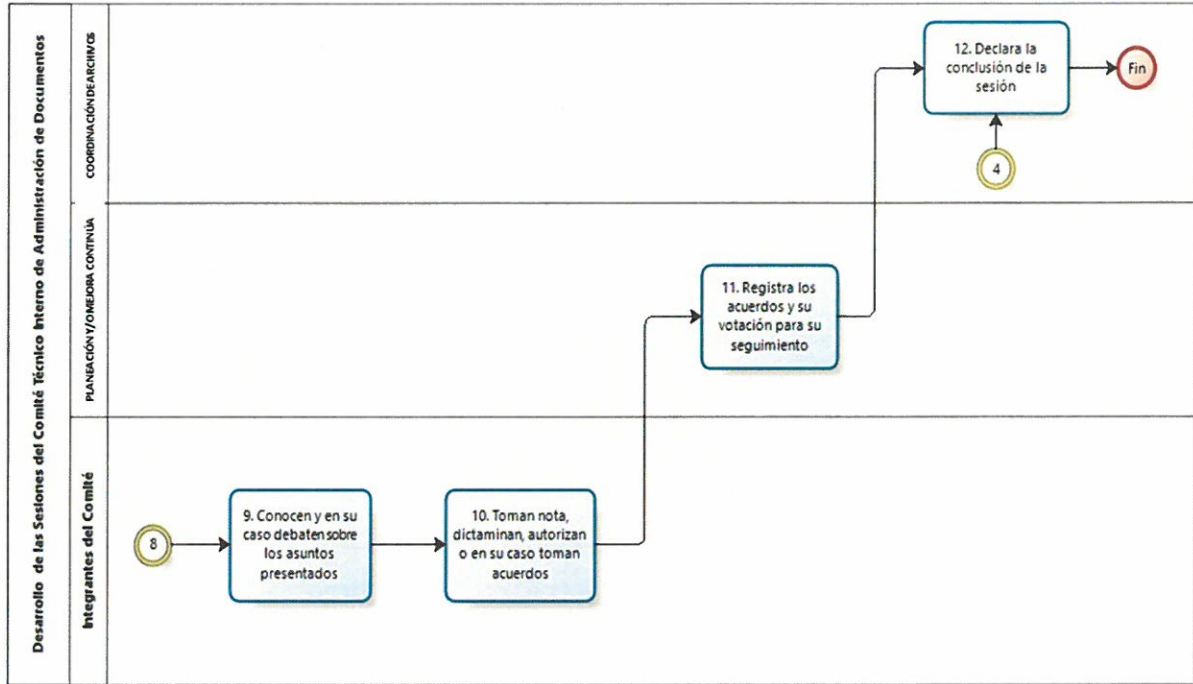 Desarrollo de las Sesiones del Comité Técnico Interno de Administración de Documentos
COORDINACIÓN DE ARCHIVOS
12. Declara la
conclusión de la
sesión
Fin
4
PLANEACIÓN Y/O MEJORA CONTINÚA
11. Registra los
acuerdos y su
votación para su
seguimiento
Integrantes del Comité
8
9. Conocen y en su
caso debaten sobre
los asuntos
presentados
10. Toman nota,
dictaminan, autorizan
o en su caso toman
acuerdos